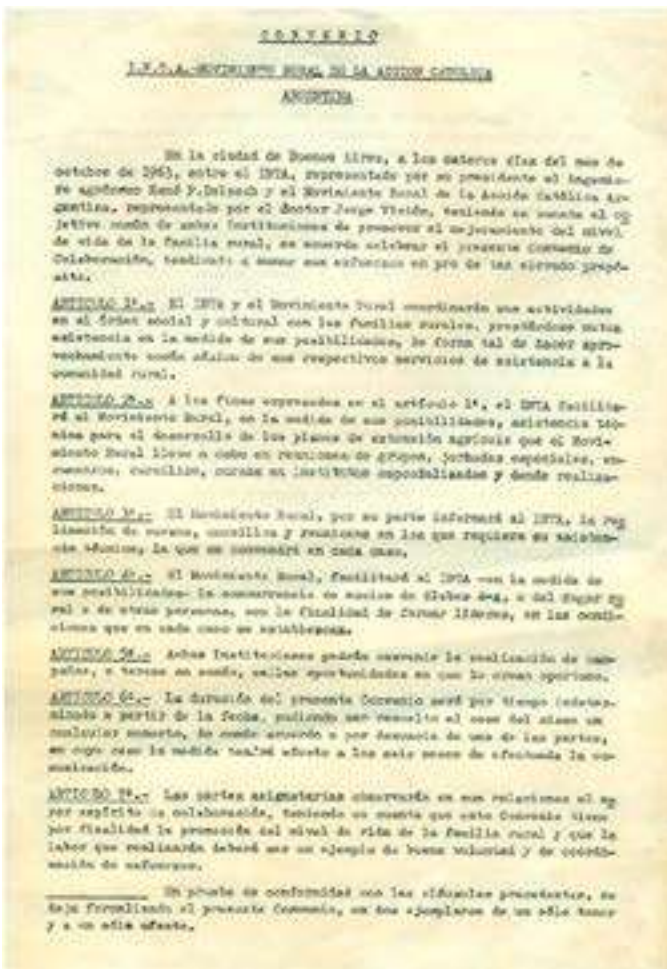 CONVENIO
I.N.T.A.-MOVIMIENTO RURAL DE LA ACCION CATOLICA
ARGENTINA
En la ciudad de Buenos Aires, a los catorce días del mes de
octubre de 1963, entre el INTA, representado por su presidente el ingenie-
ro agrónomo René P. y el Movimiento Rural de la Acción Católica Ar-
gentina, representado por el doctor Jorge, teniendo en cuenta el ob
jetivo común de ambas Instituciones de promover el mejoramiento del nivel
de vida de la familia rural, se acuerda celebrar el presente Convenio de
Colaboración, tendiente a sumar sus esfuerzos en pro de tan elevado propó-
sito.
ARTICULO 1º.- El INTA y el Movimiento Rural coordinarán sus actividades
en el órden social y cultural con las familias rurales, prestándose mutua
asistencia en la medida de sus posibilidades, de forma tal de hacer apro-
vechamiento común de sus respectivos servicios de asistencia a la
comunidad rural.
ARTICULO 2º.- A los fines expresados en el artículo 1º, el INTA facilita-
rá al Movimiento Rural, en la medida de sus posibilidades, asistencia téc-
nica para el desarrollo de los planes de extensión agrícola que el Movi-
miento Rural lleve a cabo en reuniones de grupos, jornadas especiales, en-
cuentros, cursillos, cursos en institutos especializados y demás realiza-
ciones.
ARTICULO 3º.- El Movimiento Rural, por su parte informará al INTA, la rea
lización de cursos, cursillos y reuniones en los que requiera su asisten-
cia técnica, la que se convendrá en cada caso.
ARTICULO 4º.- El Movimiento Rural, facilitará al INTA -en la medida de
sus posibilidades- la concurrencia de socios de Clubes 4-A, o del Hogar Ru
ral o de otras personas, con la finalidad de formar líderes, en las condi-
ciones que en cada caso se establezcan.
ARTICULO 5º.- Ambas Instituciones podrán convenir la realización de cam-
pañas, o tareas en común, en las oportunidades en que lo crean oportuno.
ARTICULO 6º.- La duración del presente Convenio será por tiempo indeter-
minado a partir de la fecha, pudiendo ser resuelto el cese del mismo en
cualquier momento, de común acuerdo o por denuncia de una de las partes,
en cuyo caso la medida tendrá efecto a los seis meses de efectuada la co-
municación.
ARTICULO 7º.- Las partes signatarias observarán en sus relaciones el ma
yor espíritu de colaboración, teniendo en cuenta que este Convenio tiene
por finalidad la promoción del nivel de vida de la familia rural y que la
labor que realizarán deberá ser un ejemplo de buena voluntad y de coordi-
nación de esfuerzos.
En prueba de conformidad con las cláusulas precedentes, se
deja formalizado el presente Convenio, en dos ejemplares de un sólo tenor
y a un sólo efecto.